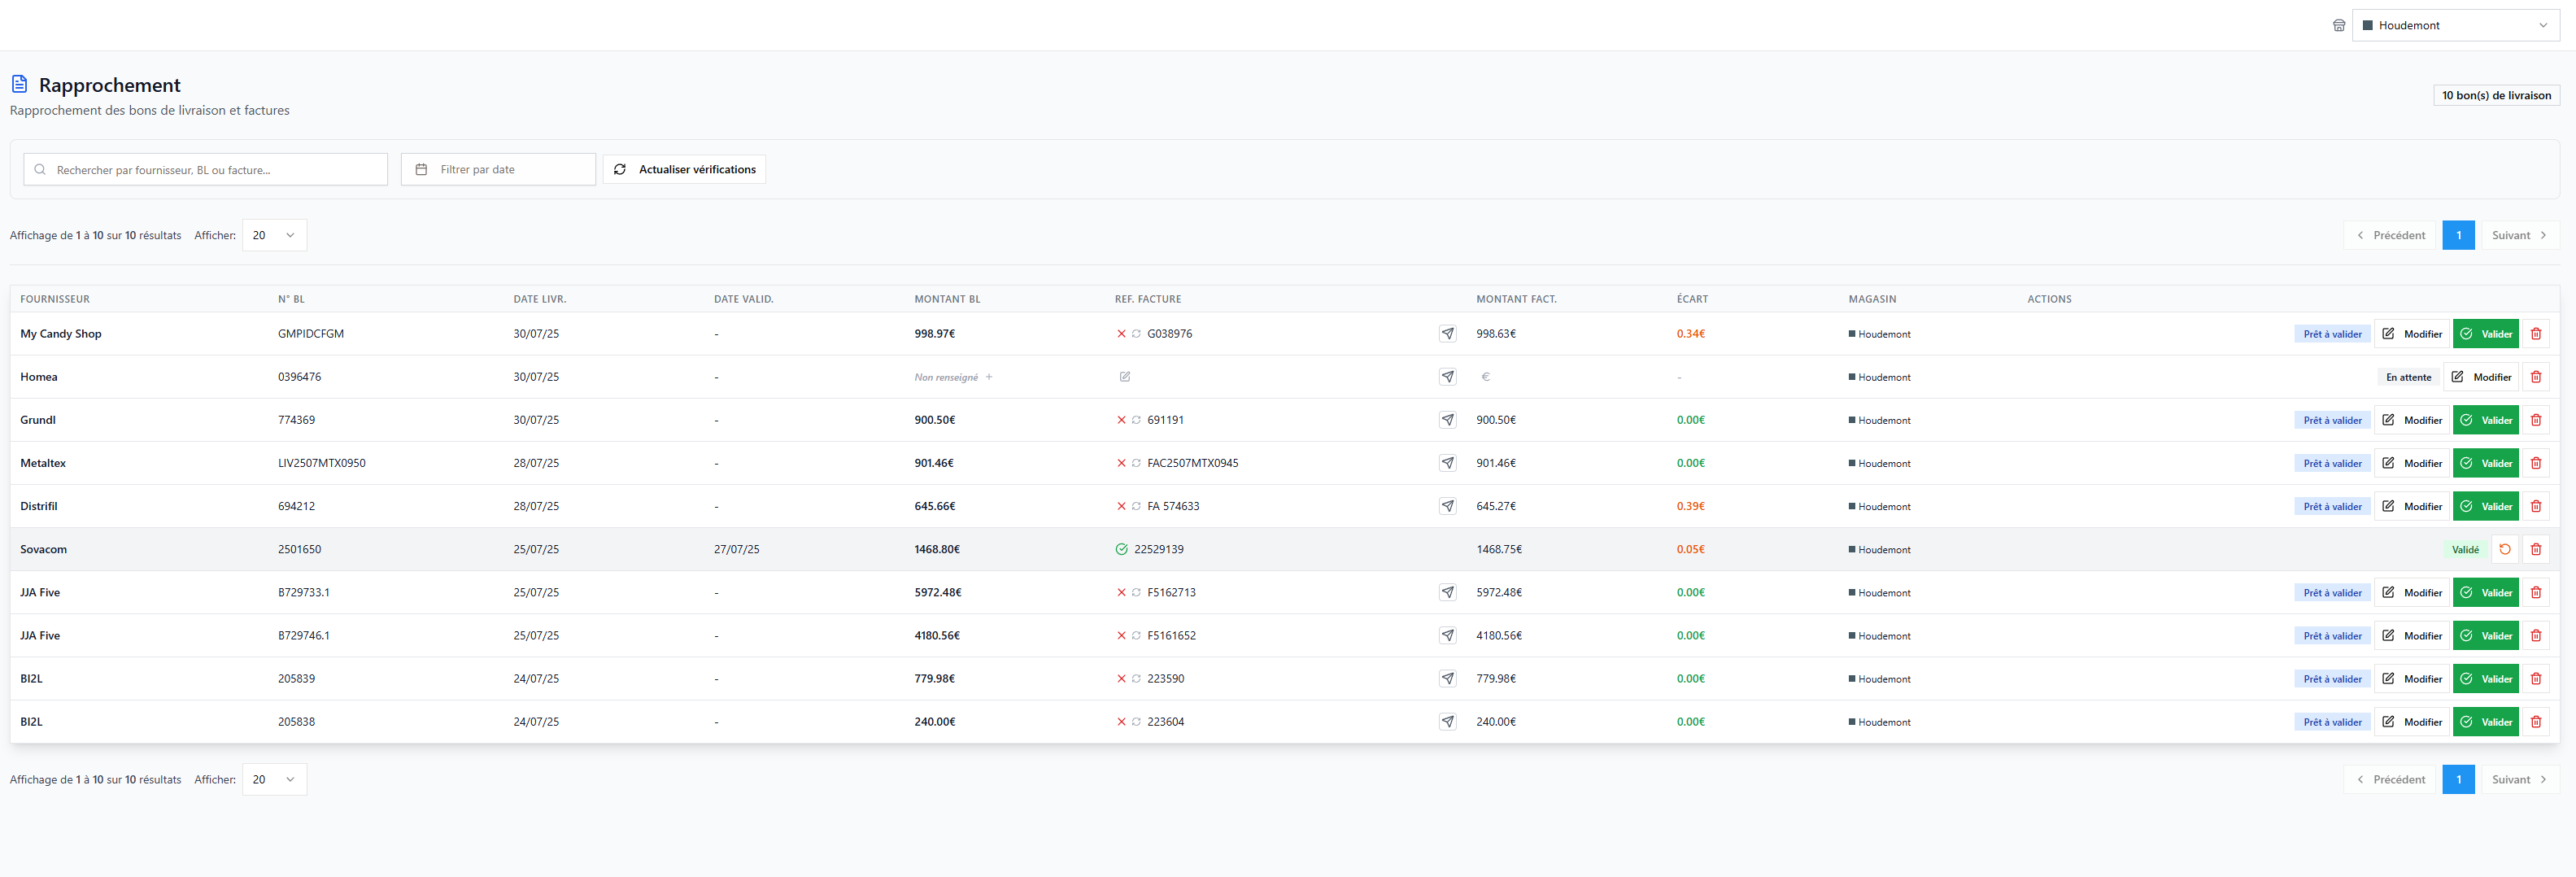 Houdemont
Rapprochement
Rapprochement des bons de livraison et factures
10 bon(s) de livraison
Rechercher par fournisseur, BL ou facture...
Filtrer par date
Actualiser vérifications
Affichage de 1 à 10 sur 10 résultats Afficher: 20
Précédent 1 Suivant
FOURNISSEUR N° BL DATE LIVR. DATE VALID. MONTANT BL REF. FACTURE MONTANT FACT. ÉCART MAGASIN ACTIONS
My Candy Shop GMPIDCFGM 30/07/25 - 998.97€ G038976 998.63€ 0.34€ Houdemont Prêt à valider Modifier Valider
Homea 0396476 30/07/25 - Non renseigné + € - Houdemont En attente Modifier
Grundl 774369 30/07/25 - 900.50€ 691191 900.50€ 0.00€ Houdemont Prêt à valider Modifier Valider
Metaltex LIV2507MTX0950 28/07/25 - 901.46€ FAC2507MTX0945 901.46€ 0.00€ Houdemont Prêt à valider Modifier Valider
Distrifil 694212 28/07/25 - 645.66€ FA 574633 645.27€ 0.39€ Houdemont Prêt à valider Modifier Valider
Sovacom 2501650 25/07/25 27/07/25 1468.80€ 22529139 1468.75€ 0.05€ Houdemont Validé
JJA Five B729733.1 25/07/25 - 5972.48€ F5162713 5972.48€ 0.00€ Houdemont Prêt à valider Modifier Valider
JJA Five B729746.1 25/07/25 - 4180.56€ F5161652 4180.56€ 0.00€ Houdemont Prêt à valider Modifier Valider
BI2L 205839 24/07/25 - 779.98€ 223590 779.98€ 0.00€ Houdemont Prêt à valider Modifier Valider
BI2L 205838 24/07/25 - 240.00€ 223604 240.00€ 0.00€ Houdemont Prêt à valider Modifier Valider
Affichage de 1 à 10 sur 10 résultats Afficher: 20
Précédent 1 Suivant